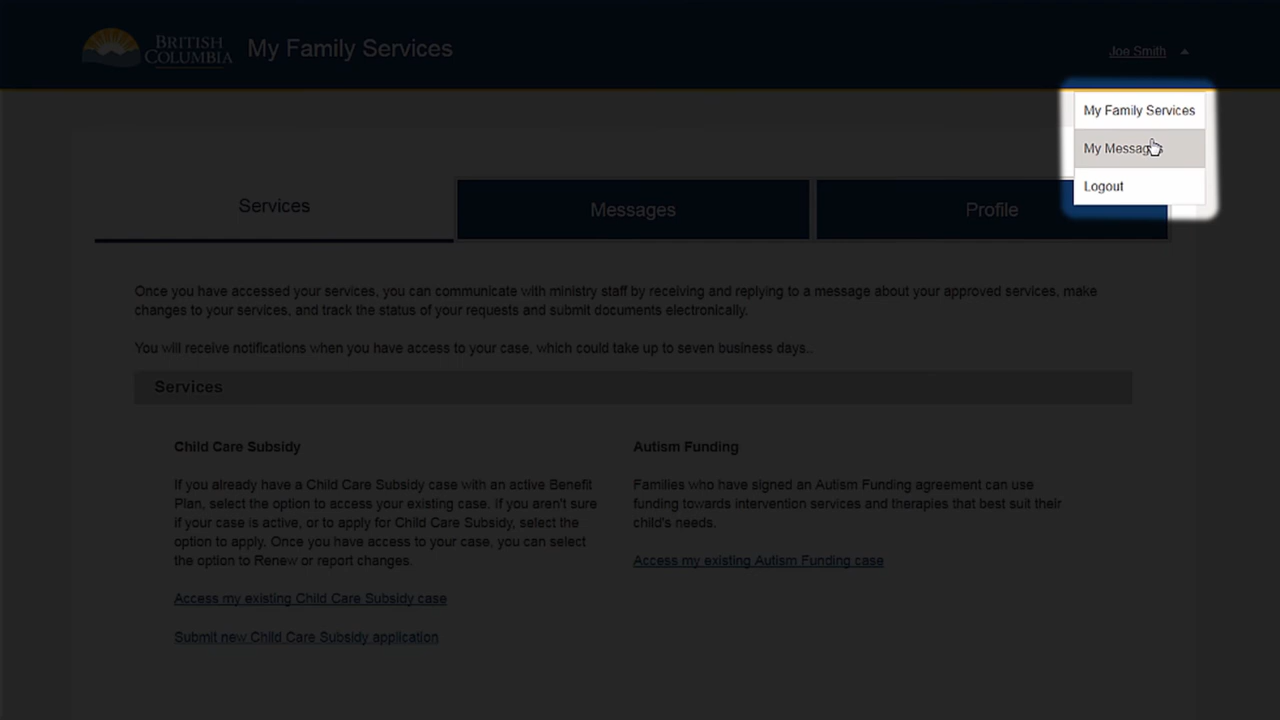 BRITISH
COLUMBIA
My Family Services
Joe Smith
My Family Services
My Messages
Logout
Services
Messages
Profile
Once you have accessed your services, you can communicate with ministry staff by receiving and replying to a message about your approved services, make
changes to your services, and track the status of your requests and submit documents electronically.
You will receive notifications when you have access to your case, which could take up to seven business days..
Services
Child Care Subsidy
If you already have a Child Care Subsidy case with an active Benefit
Plan, select the option to access your existing case. If you aren't sure
if your case is active, or to apply for Child Care Subsidy, select the
option to apply. Once you have access to your case, you can select
the option to Renew or report changes.
Access my existing Child Care Subsidy case
Submit new Child Care Subsidy application
Autism Funding
Families who have signed an Autism Funding agreement can use
funding towards intervention services and therapies that best suit their
child's needs.
Access my existing Autism Funding case